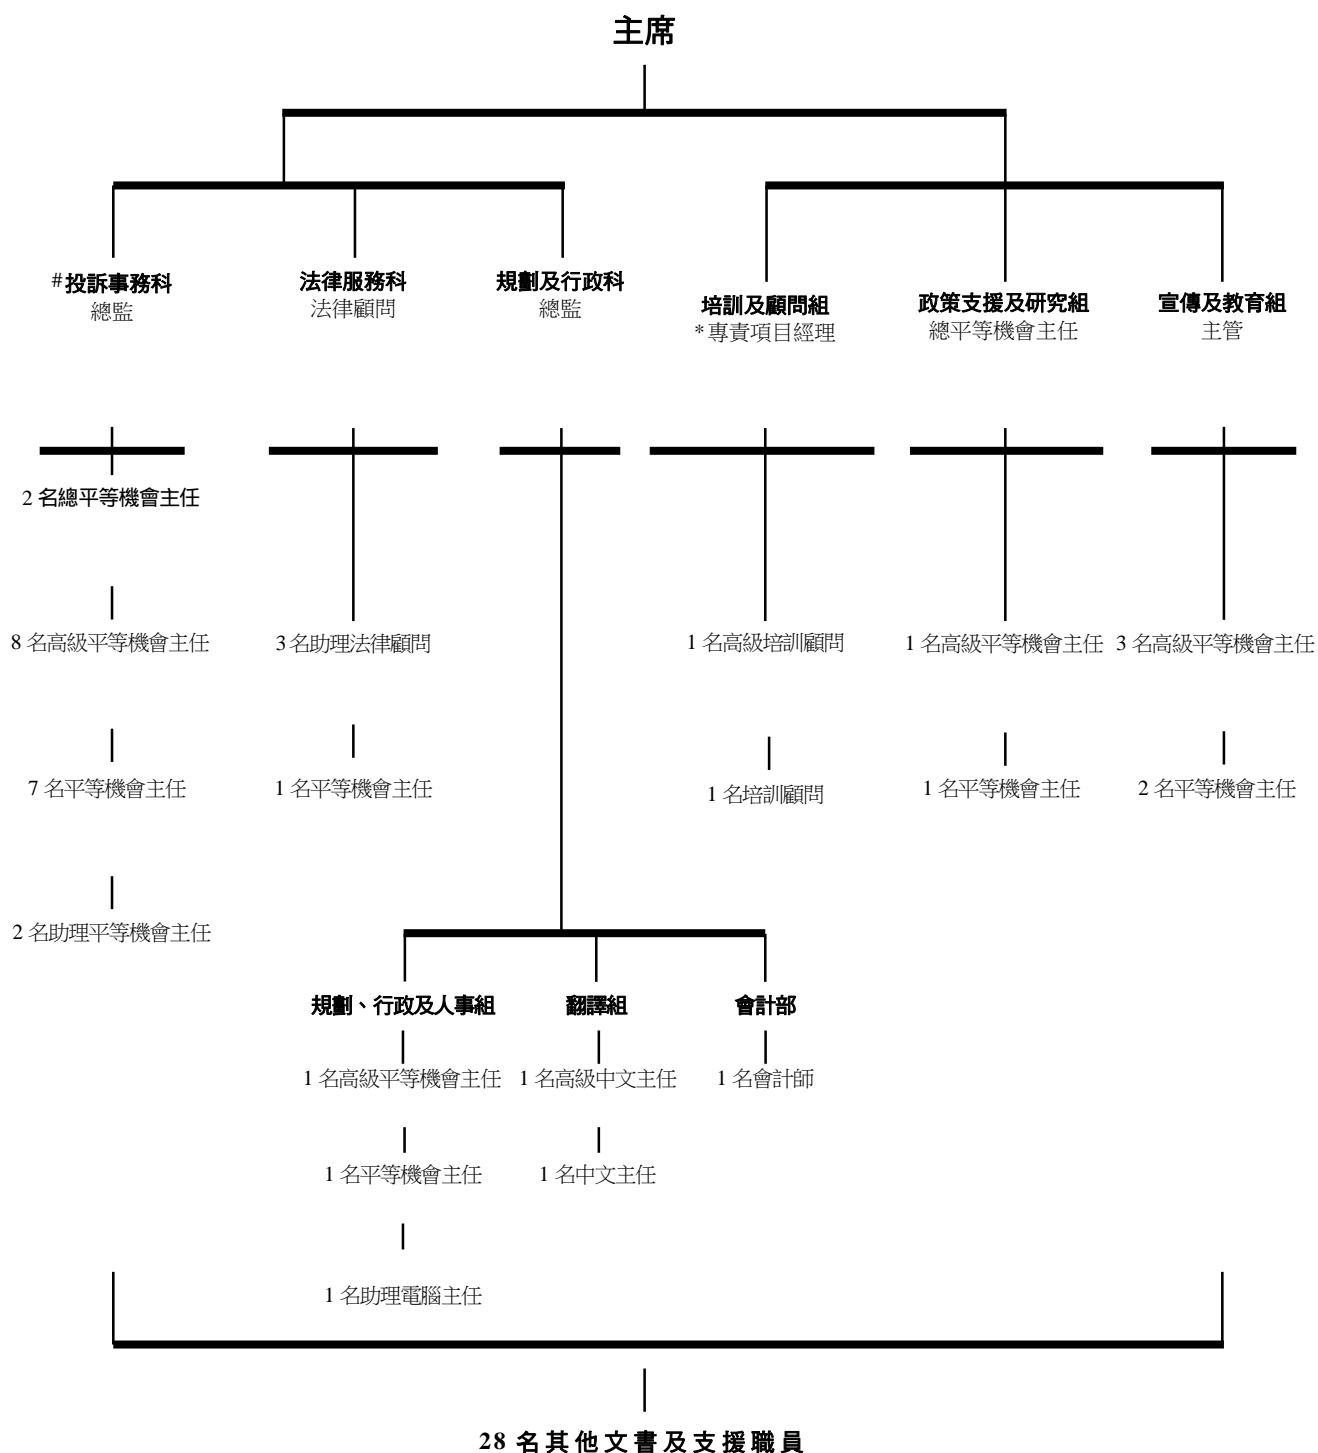 主席
#投訴事務科
總監
法律服務科
法律顧問
規劃及行政科
總監
培訓及顧問組
*專責項目經理
政策支援及研究組
總平等機會主任
宣傳及教育組
主管
2 名總平等機會主任
8 名高級平等機會主任
3 名助理法律顧問
1 名高級培訓顧問
1 名高級平等機會主任
3 名高級平等機會主任
7 名平等機會主任
1 名平等機會主任
1 名培訓顧問
1 名平等機會主任
2 名平等機會主任
2 名助理平等機會主任
規劃、行政及人事組
翻譯組
會計部
1 名高級平等機會主任
1 名高級中文主任
1 名會計師
1 名平等機會主任
1 名中文主任
1 名助理電腦主任
28 名其他文書及支援職員